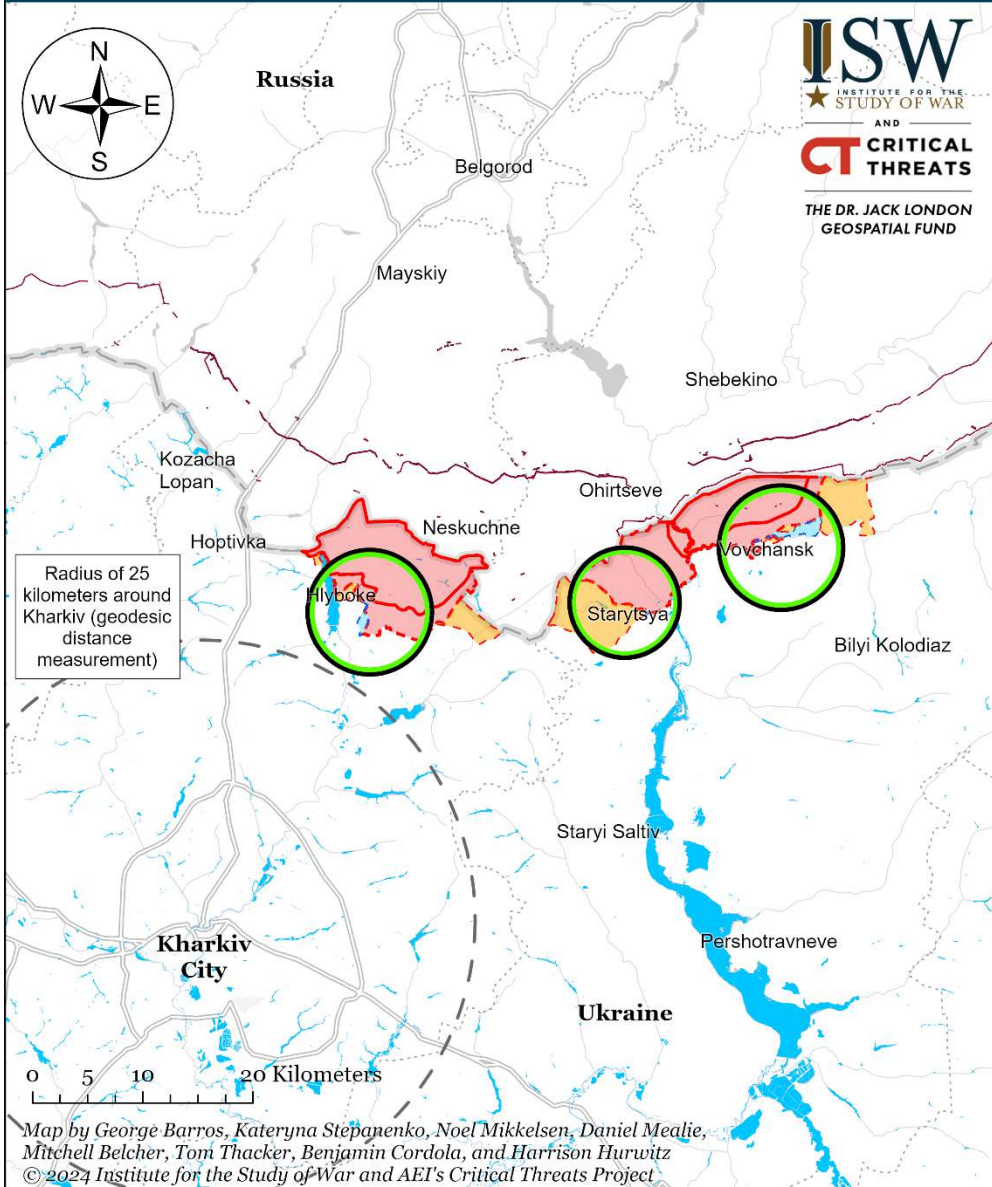 N
W
E
S
Russia
ISW
INSTITUTE FOR THE
STUDY OF WAR
AND
CT CRITICAL
THREATS
THE DR. JACK LONDON
GEOSPATIAL FUND
Belgorod
Mayskiy
Shebekino
Kozacha
Lopan
Ohirtseve
Neskuchne
Hoptivka
Vovchansk
Radius of 25
kilometers around
Kharkiv (geodesic
distance
measurement)
Hlyboke
Starytsya
Bilyi Kolodiaz
Staryi Saltiv
Kharkiv
City
Pershotravneve
Ukraine
0 5 10 20 Kilometers
Map by George Barros, Kateryna Stepanenko, Noel Mikkelsen, Daniel Mealie,
Mitchell Belcher, Tom Thacker, Benjamin Cordola, and Harrison Hurwitz
© 2024 Institute for the Study of War and AEI's Critical Threats Project